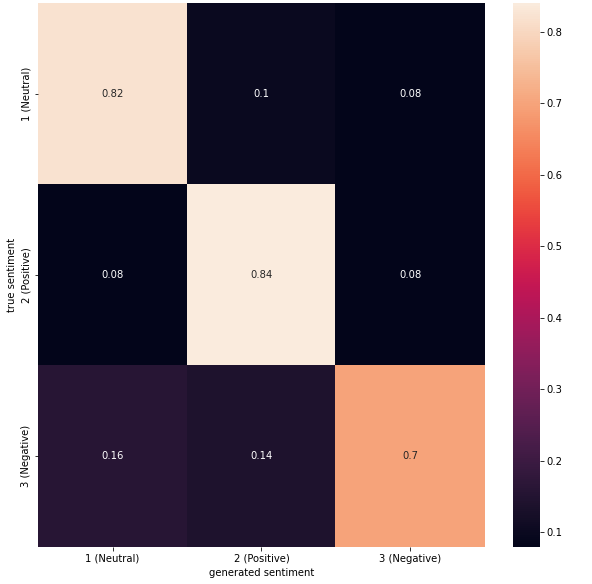 1 (Neutral)
2 (Positive)
3 (Negative)
true sentiment
0.82 0.1 0.08
0.08 0.84 0.08
0.16 0.14 0.7
1 (Neutral) 2 (Positive) 3 (Negative)
generated sentiment
0.8
0.7
0.6
0.5
0.4
0.3
0.2
0.1